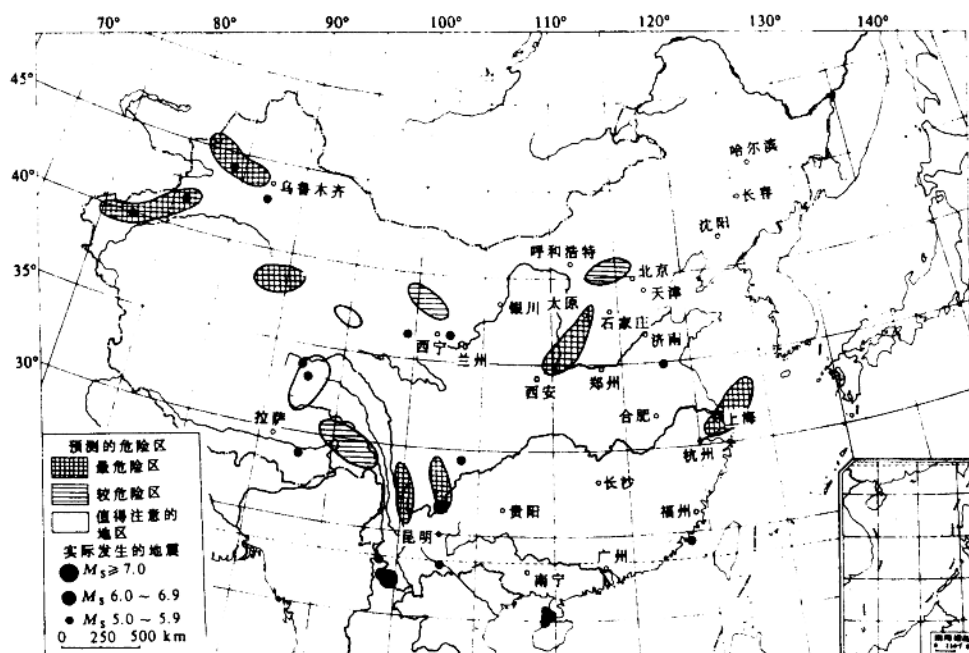 70° 80° 90° 100° 110° 120° 130° 140°
45°
40°
35°
30°
哈尔滨
长春
沈阳
乌鲁木齐
呼和浩特
北京
天津
银川
太原
石家庄
济南
西宁
兰州
西安
郑州
合肥
上海
杭州
拉萨
长沙
贵阳
福州
昆明
广州
南宁
预测的危险区
最危险区
较危险区
值得注意的
地区
实际发生的地震
Ms≥7.0
Ms 6.0~6.9
Ms 5.0~5.9
0 250 500 km